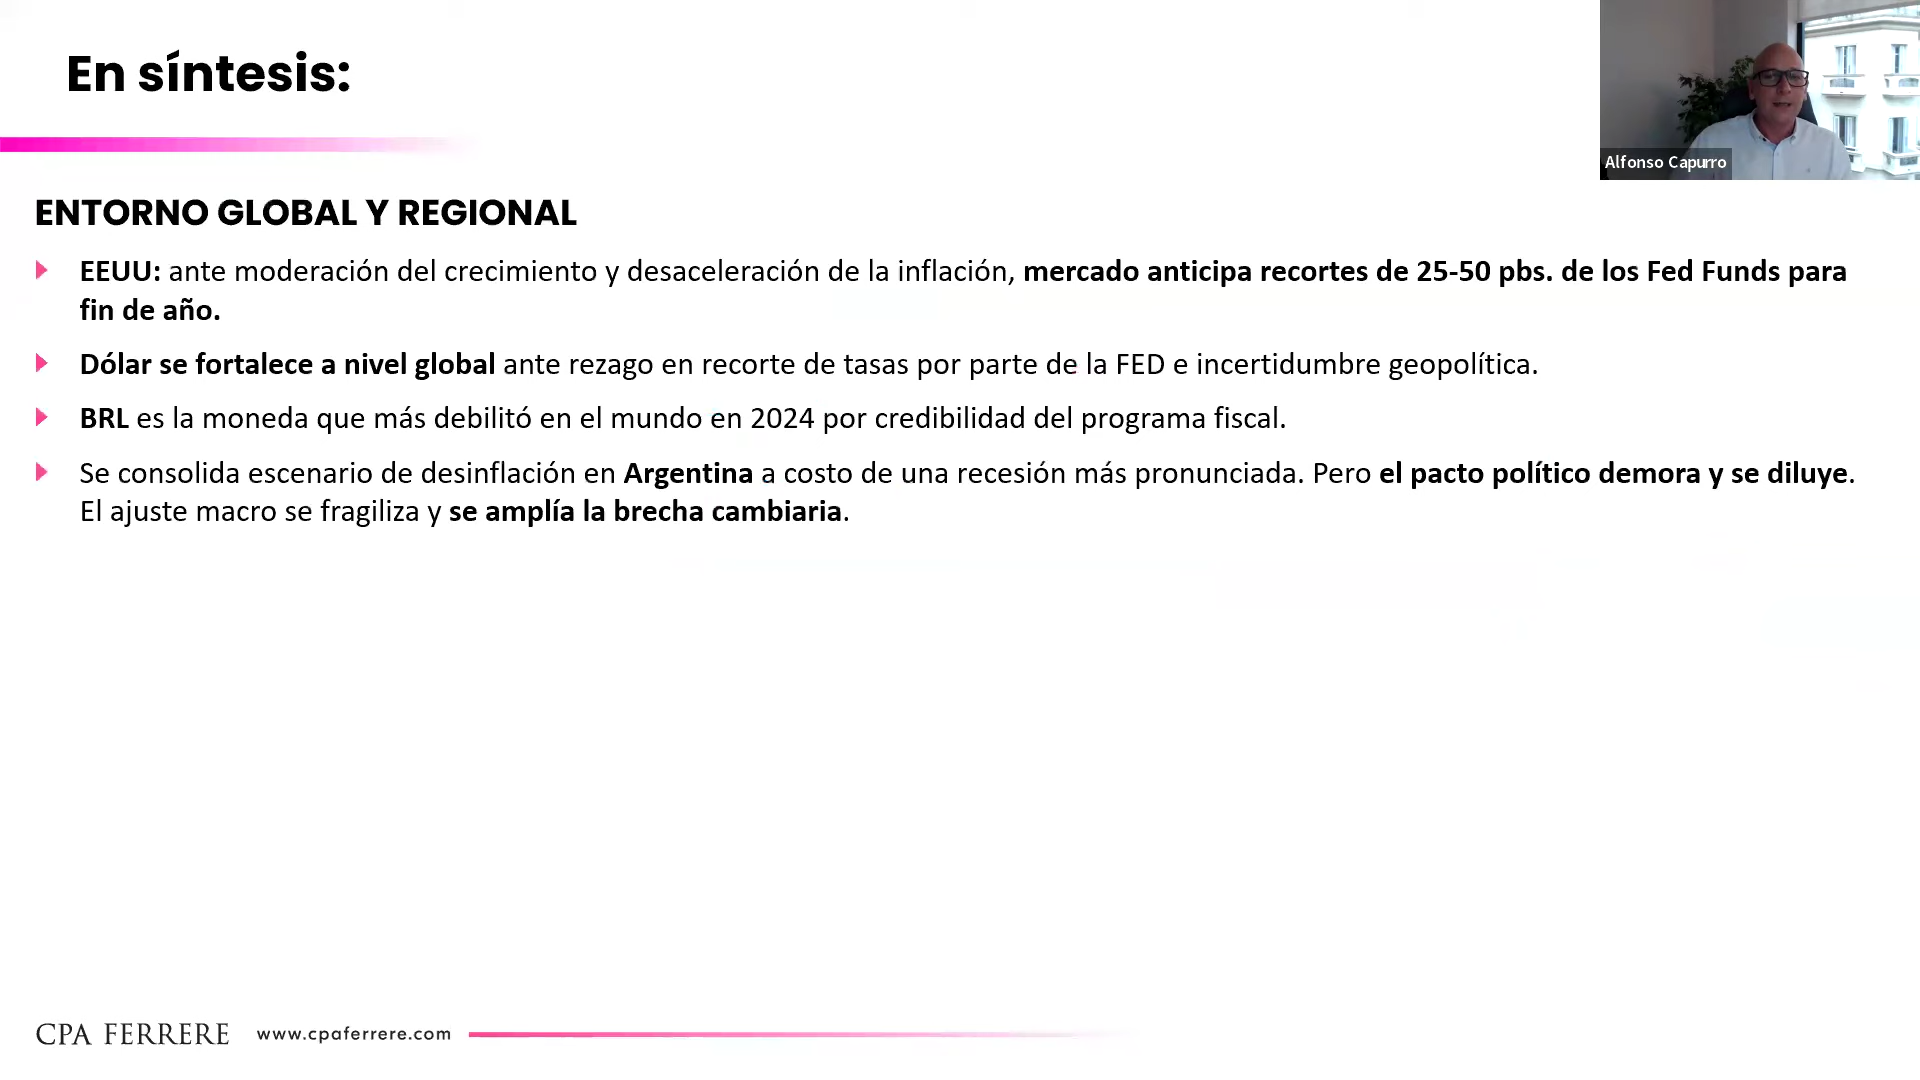 En síntesis:
Alfonso Capurro
ENTORNO GLOBAL Y REGIONAL
EEUU: ante moderación del crecimiento y desaceleración de la inflación, mercado anticipa recortes de 25-50 pbs. de los Fed Funds para
fin de año.
Dólar se fortalece a nivel global ante rezago en recorte de tasas por parte de la FED e incertidumbre geopolítica.
BRL es la moneda que más debilitó en el mundo en 2024 por credibilidad del programa fiscal.
Se consolida escenario de desinflación en Argentina a costo de una recesión más pronunciada. Pero el pacto político demora y se diluye.
El ajuste macro se fragiliza y se amplía la brecha cambiaria.
CPA FERRERE www.cpaferrere.com